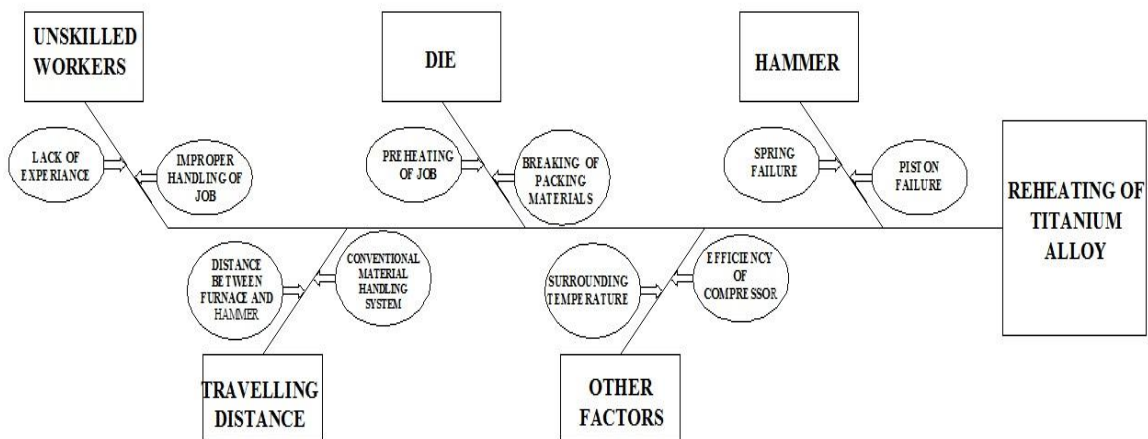 UNSKILLED
WORKERS
DIE
HAMMER
LACK OF
EXPERIANCE
IMPROPER
HANDLING OF
JOB
PREHEATING
OF JOB
BREAKING OF
PACKING
MATERIALS
SPRING
FAILURE
PISTON
FAILURE
REHEATING OF
TITANIUM
ALLOY
DISTANCE
BETWEEN
FURNACE AND
HAMMER
CONVENTIONAL
MATERIAL
HANDLING
SYSTEM
SURROUNDING
TEMPERATURE
EFFICIENCY
OF
COMPRESSOR
TRAVELLING
DISTANCE
OTHER
FACTORS